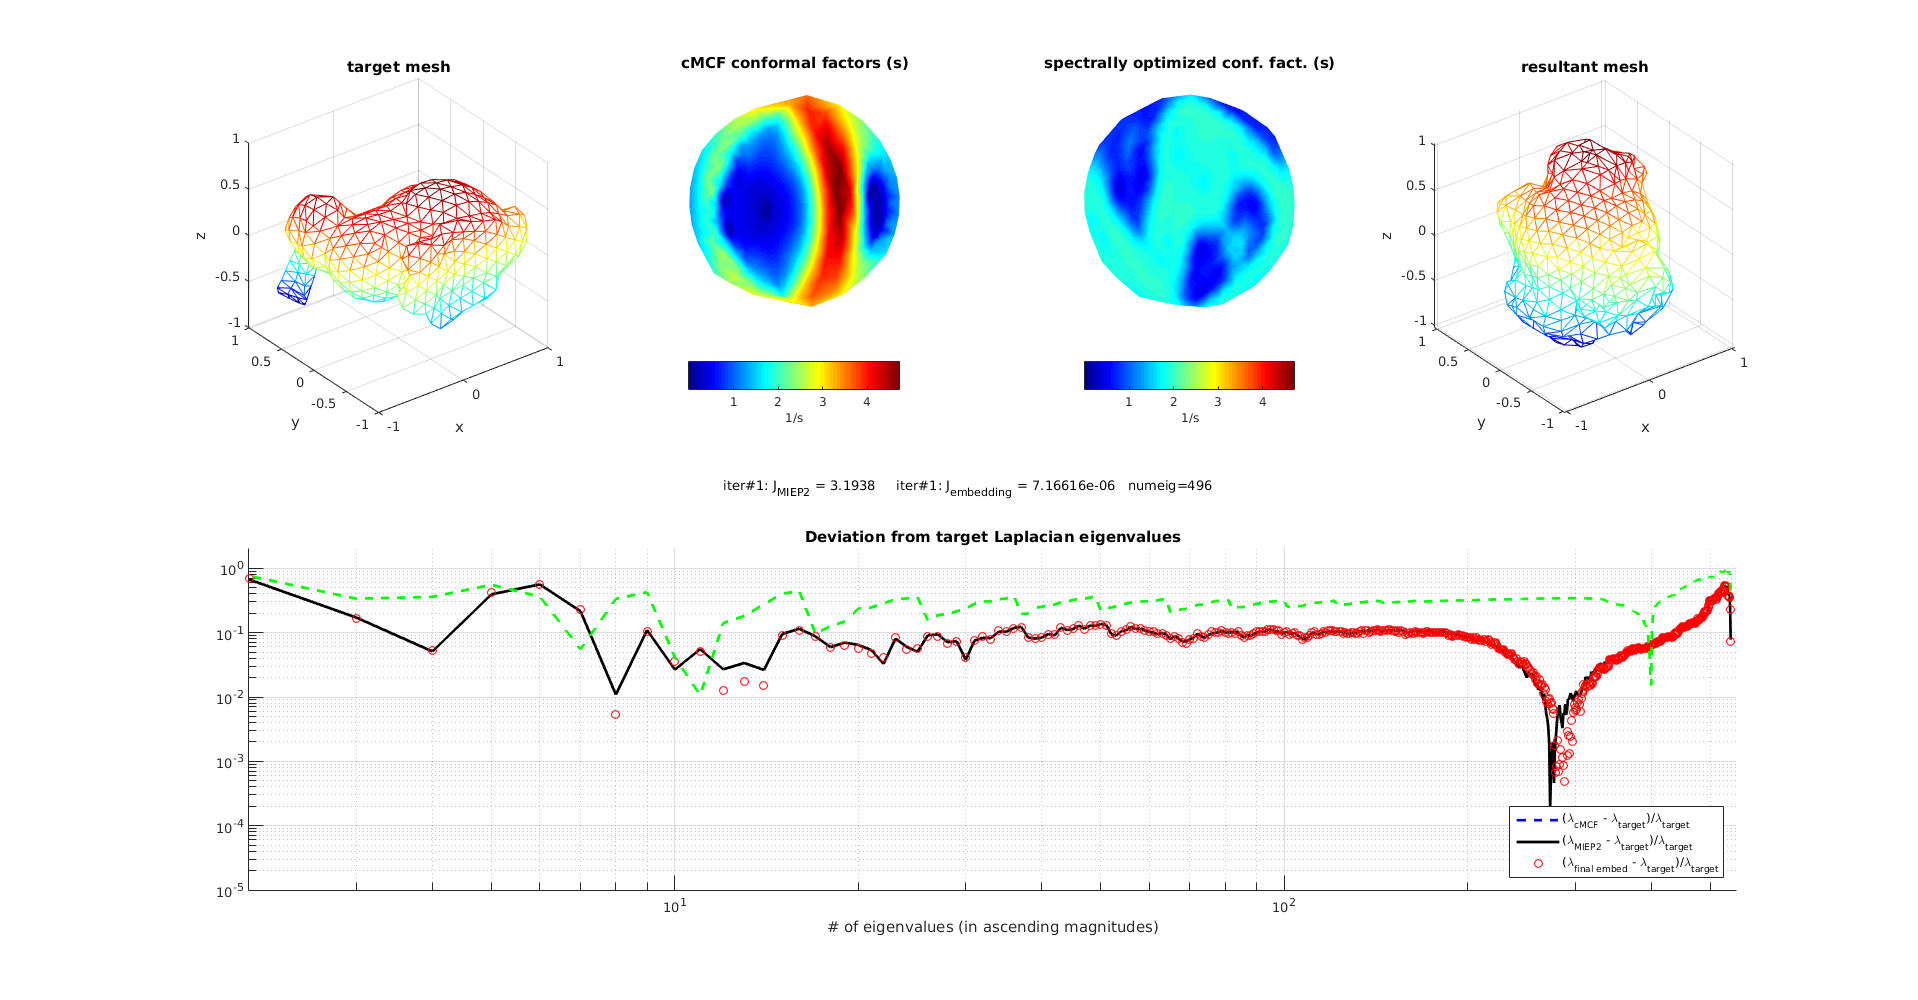 target mesh
cMCF conformal factors (s)
spectrally optimized conf. fact. (s)
resultant mesh
1
0.5
0
-0.5
-1
z
1
0.5
0
-0.5
-1
y
-1
0
1
x
1
2
3
4
1/s
1
2
3
4
1/s
1
0.5
0
-0.5
-1
z
1
0.5
0
-0.5
-1
y
-1
0
1
x
iter#1: J_MIEP2 = 3.1938 iter#1: J_embedding = 7.16616e-06 numeig=496
Deviation from target Laplacian eigenvalues
10^0
10^-1
10^-2
10^-3
10^-4
10^-5
10^1
10^2
# of eigenvalues (in ascending magnitudes)
(λ_cMCF - λ_target)/λ_target
(λ_MIEP2 - λ_target)/λ_target
(λ_final embed - λ_target)/λ_target